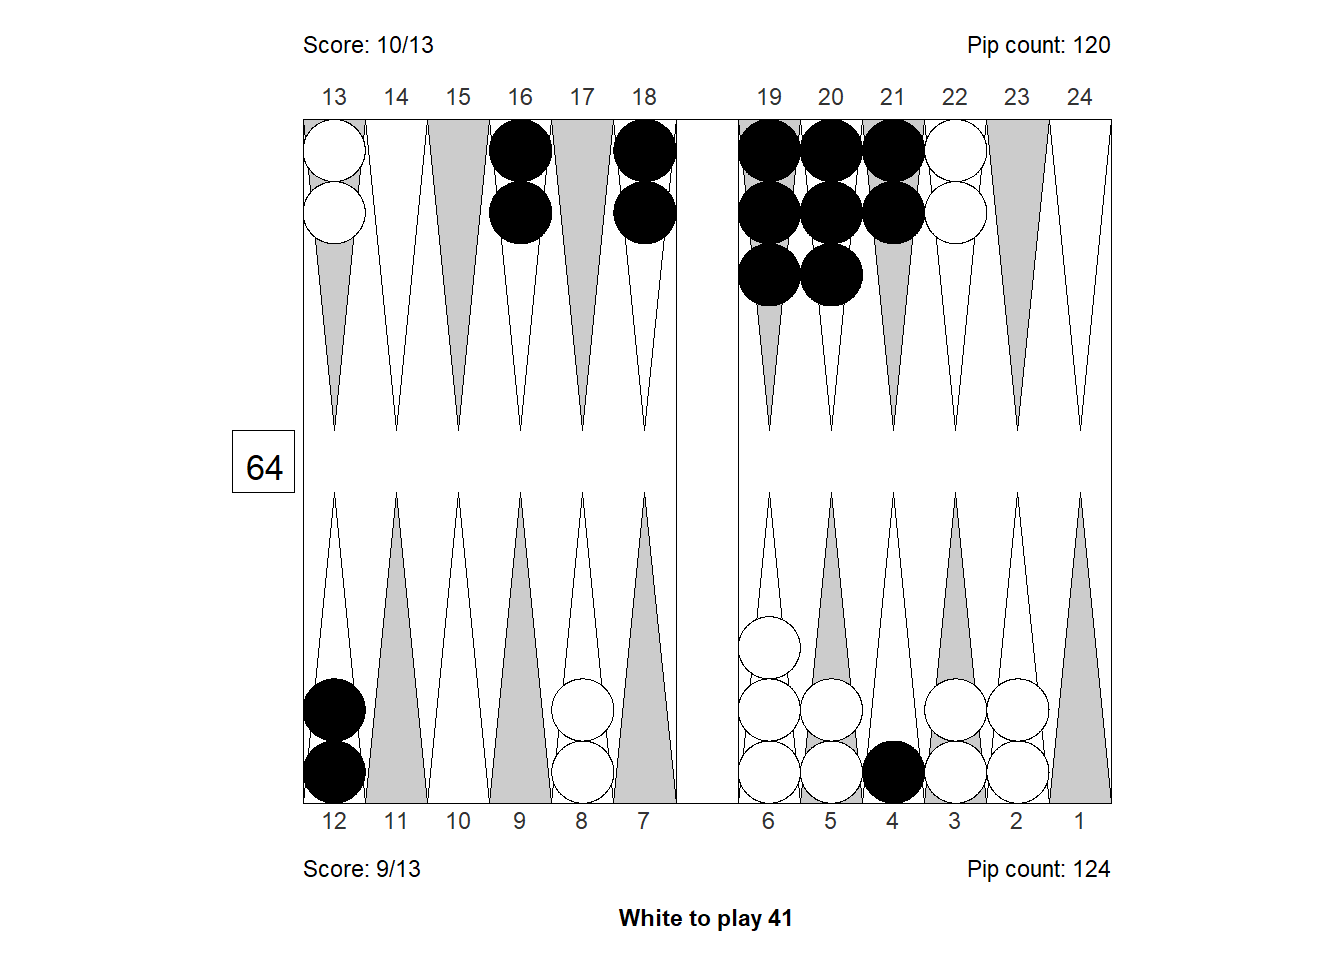 Score: 10/13 Pip count: 120
13 14 15 16 17 18 19 20 21 22 23 24
64
12 11 10 9 8 7 6 5 4 3 2 1
Score: 9/13 Pip count: 124
White to play 41